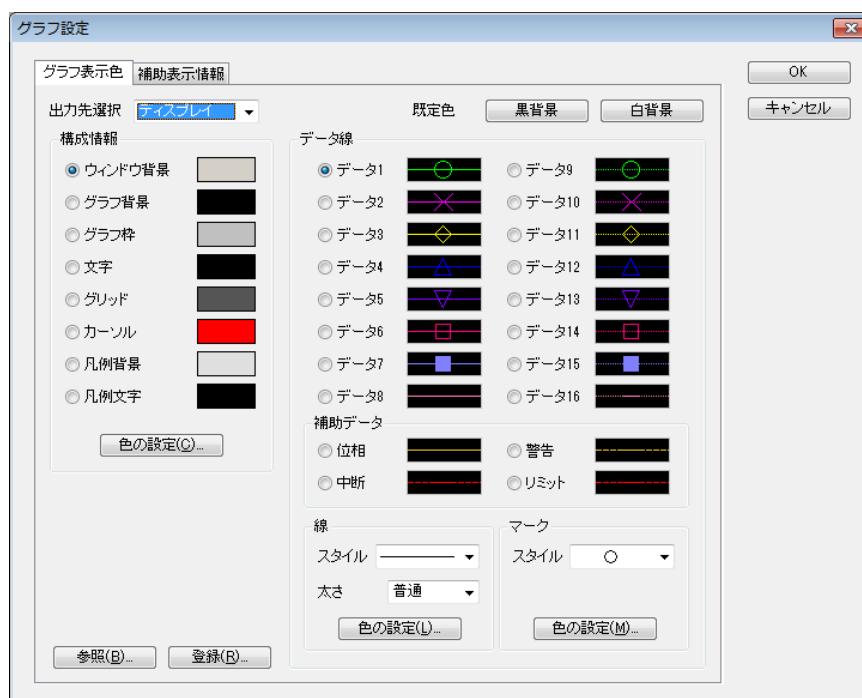 グラフ設定
グラフ表示色 補助表示情報
OK
キャンセル
出力先選択 ディスプレイ 既定色 黒背景 白背景
構成情報
ウィンドウ背景
グラフ背景
グラフ枠
文字
グリッド
カーソル
凡例背景
凡例文字
色の設定(C)...
データ線
データ1 データ9
データ2 データ10
データ3 データ11
データ4 データ12
データ5 データ13
データ6 データ14
データ7 データ15
データ8 データ16
補助データ
位相 警告
中断 リミット
線
スタイル
太さ 普通
色の設定(L)...
マーク
スタイル
色の設定(M)...
参照(B)... 登録(R)...